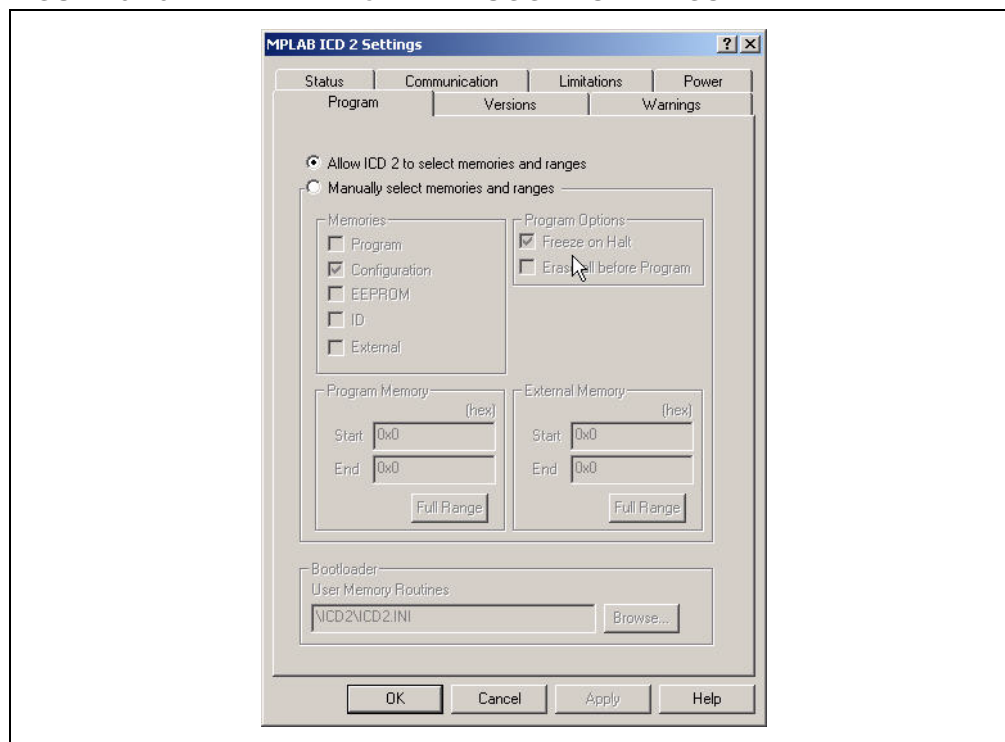 MPLAB ICD 2 Settings
Status Communication Limitations Power
Program Versions Warnings
Allow ICD 2 to select memories and ranges
Manually select memories and ranges
Memories
Program
Configuration
EEPROM
ID
External
Program Options
Freeze on Halt
before Program
Program Memory
(hex)
Start 0x0
End 0x0
Full Range
External Memory
(hex)
Start 0x0
End 0x0
Full Range
Bootloader
User Memory Routines
\ICD2\ICD2.INI Browse...
OK Cancel Apply Help